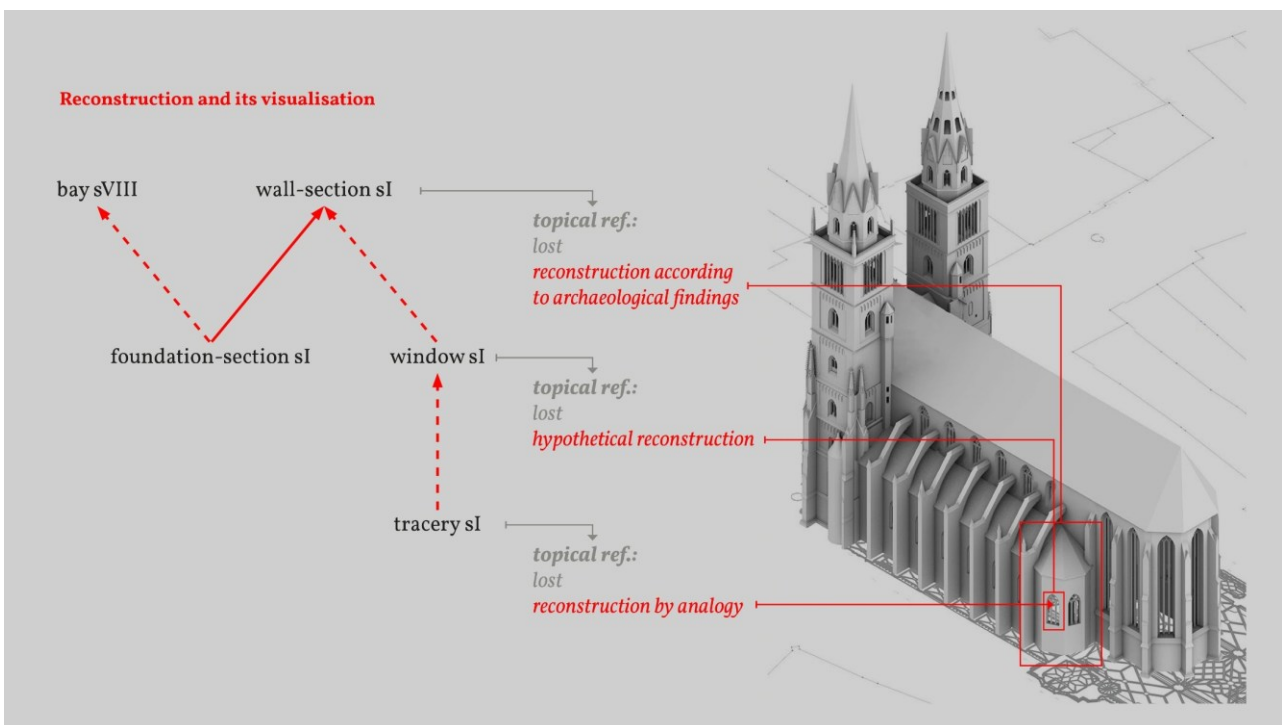 Reconstruction and its visualisation
bay sVIII
wall-section sI
topical ref.:
lost
reconstruction according
to archaeological findings
foundation-section sI
window sI
topical ref.:
lost
hypothetical reconstruction
tracery sI
topical ref.:
lost
reconstruction by analogy